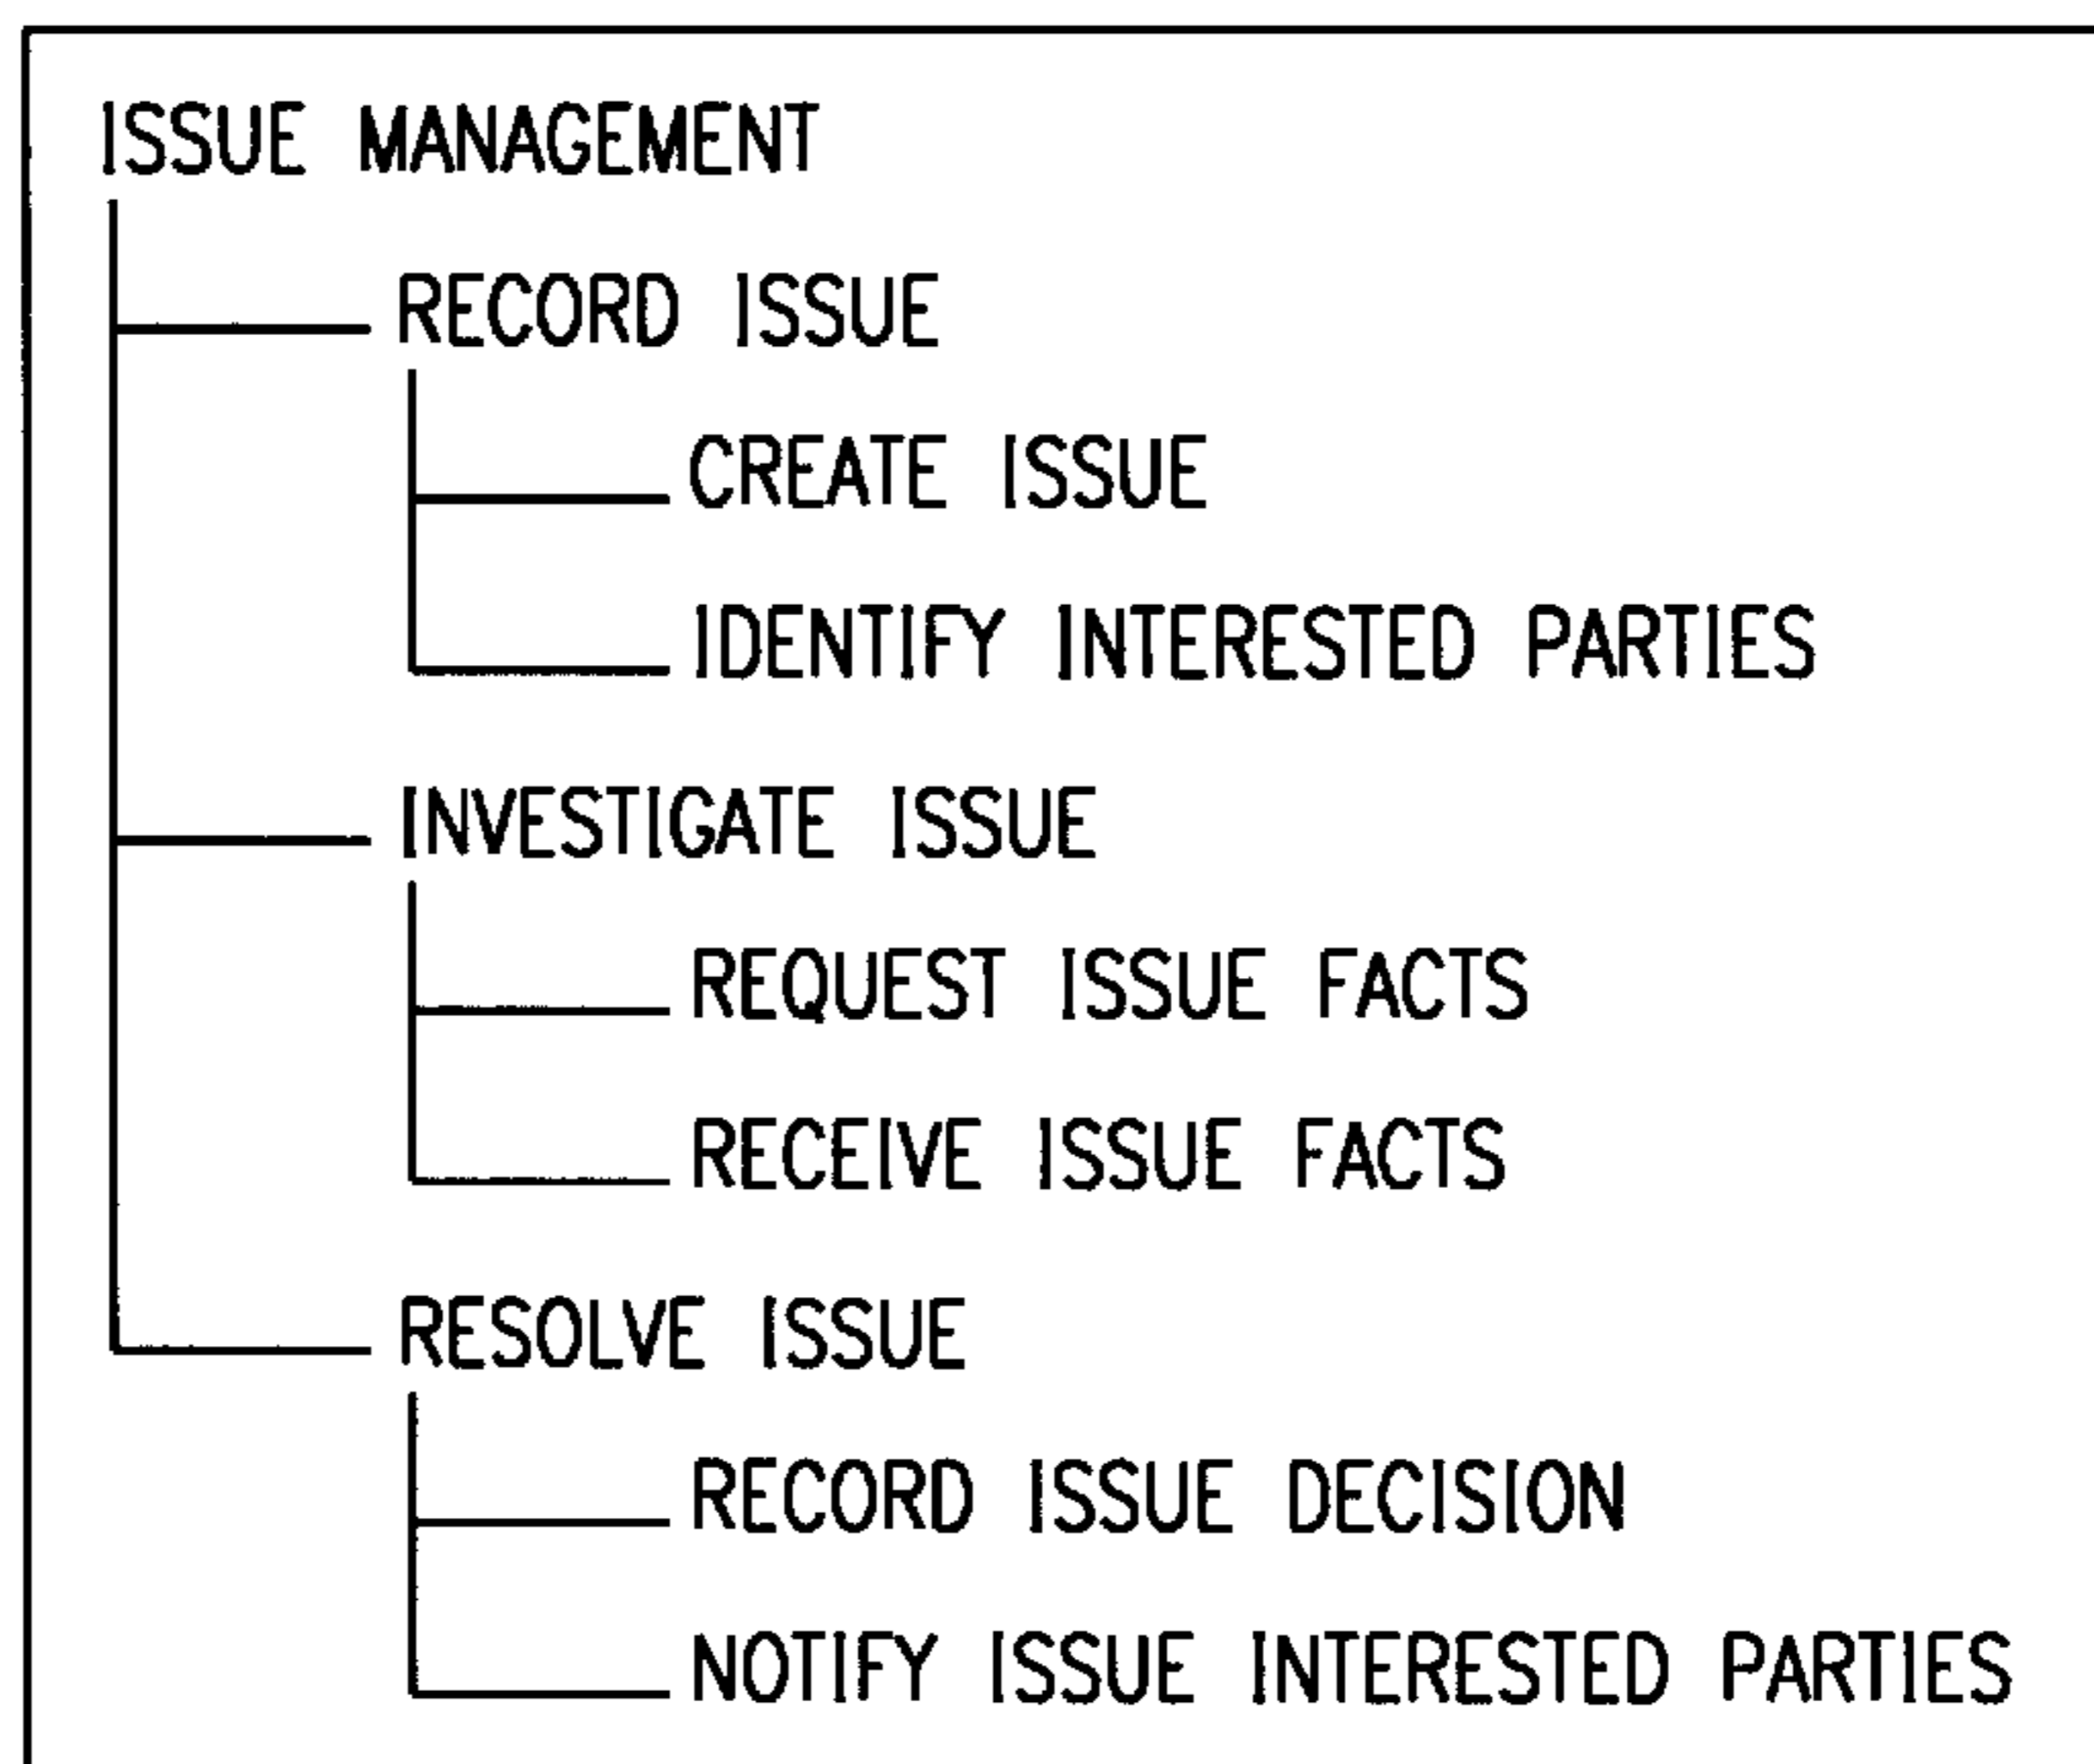 ISSUE MANAGEMENT
RECORD ISSUE
CREATE ISSUE
IDENTIFY INTERESTED PARTIES
INVESTIGATE ISSUE
REQUEST ISSUE FACTS
RECEIVE ISSUE FACTS
RESOLVE ISSUE
RECORD ISSUE DECISION
NOTIFY ISSUE INTERESTED PARTIES